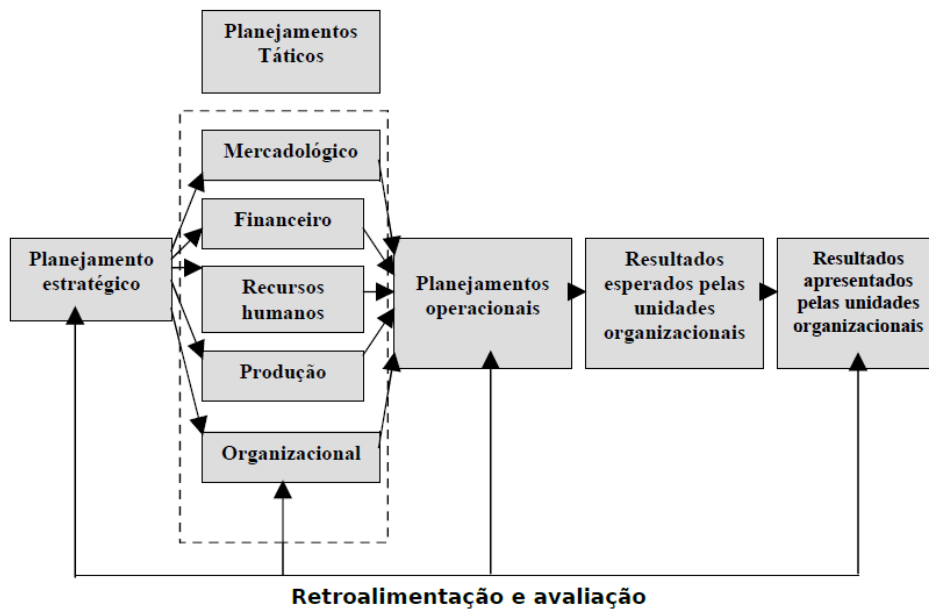 Planejamentos
Táticos
Mercadológico
Financeiro
Planejamento
estratégico
Recursos
humanos
Produção
Organizacional
Planejamentos
operacionais
Resultados
esperados pelas
unidades
organizacionais
Resultados
apresentados
pelas unidades
organizacionais
Retroalimentação e avaliação